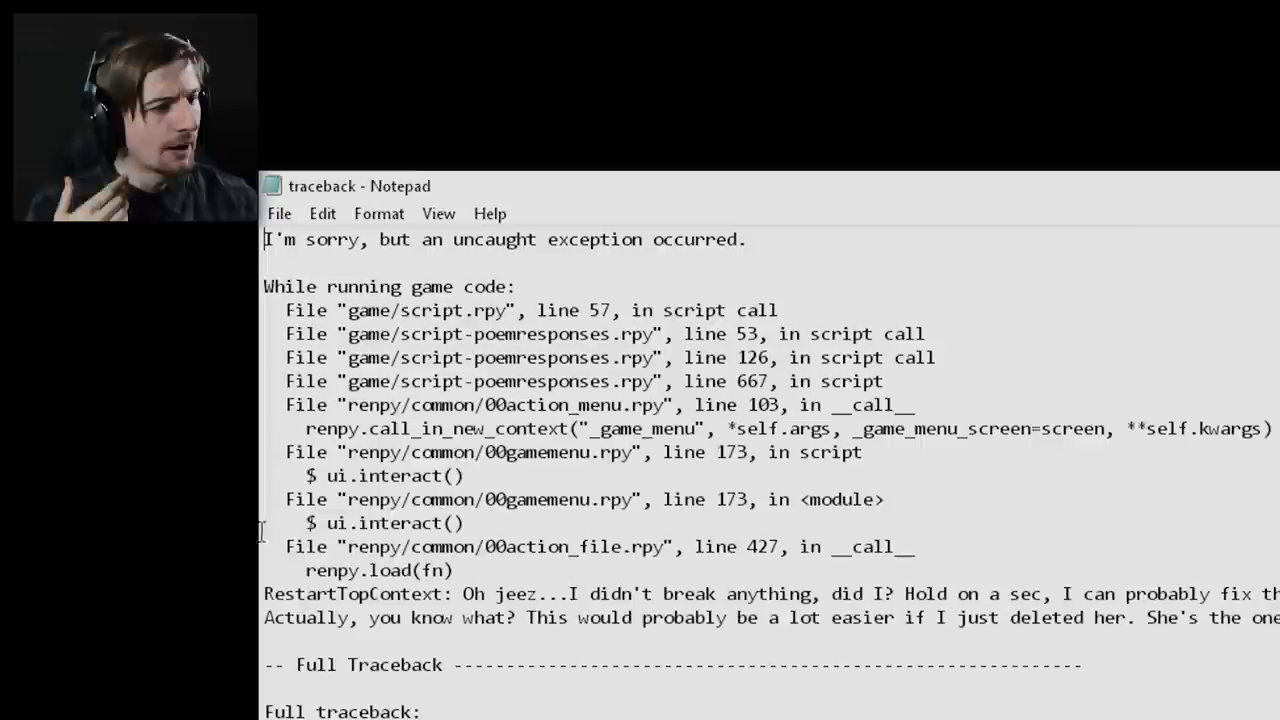 traceback - Notepad
File Edit Format View Help
I'm sorry, but an uncaught exception occurred.
While running game code:
File "game/script.rpy", line 57, in script call
File "game/script-poemresponses.rpy", line 53, in script call
File "game/script-poemresponses.rpy", line 126, in script call
File "game/script-poemresponses.rpy", line 667, in script
File "renpy/common/00action_menu.rpy", line 103, in __call__
renpy.call_in_new_context("_game_menu", *self.args, _game_menu_screen=screen, **self.kwargs)
File "renpy/common/00gamemenu.rpy", line 173, in script
$ ui.interact()
File "renpy/common/00gamemenu.rpy", line 173, in <module>
$ ui.interact()
File "renpy/common/00action_file.rpy", line 427, in __call__
renpy.load(fn)
RestartTopContext: Oh jeez...I didn't break anything, did I? Hold on a sec, I can probably fix th
Actually, you know what? This would probably be a lot easier if I just deleted her. She's the one
-- Full Traceback ------------------------------------------------------------
Full traceback: